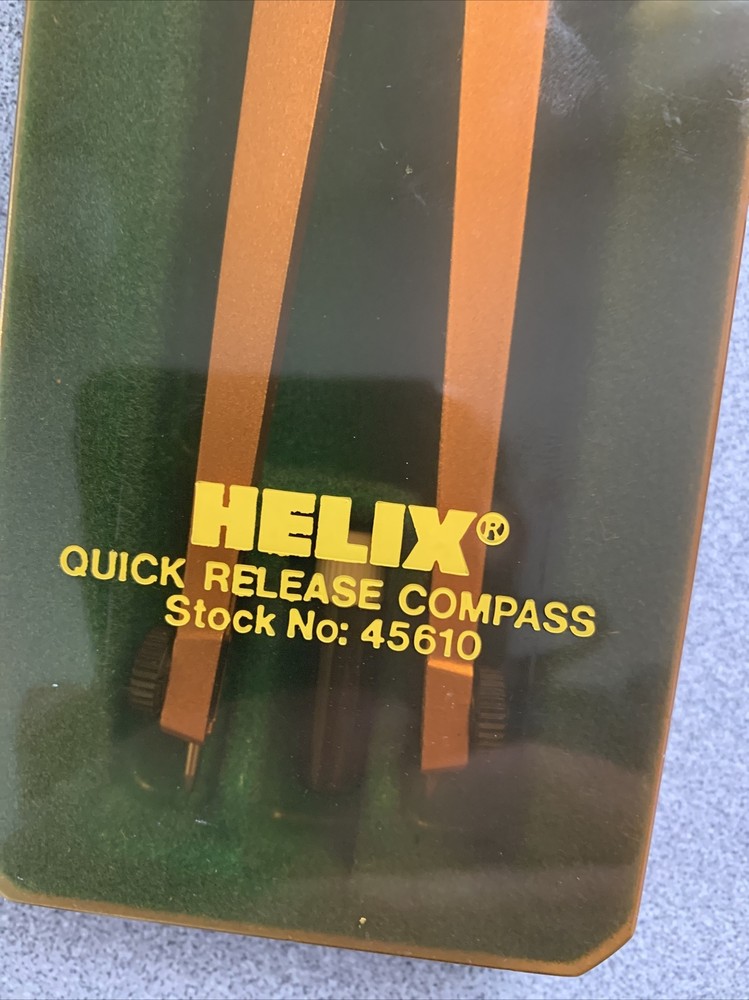 HELIX®
QUICK RELEASE COMPASS
Stock No: 45610